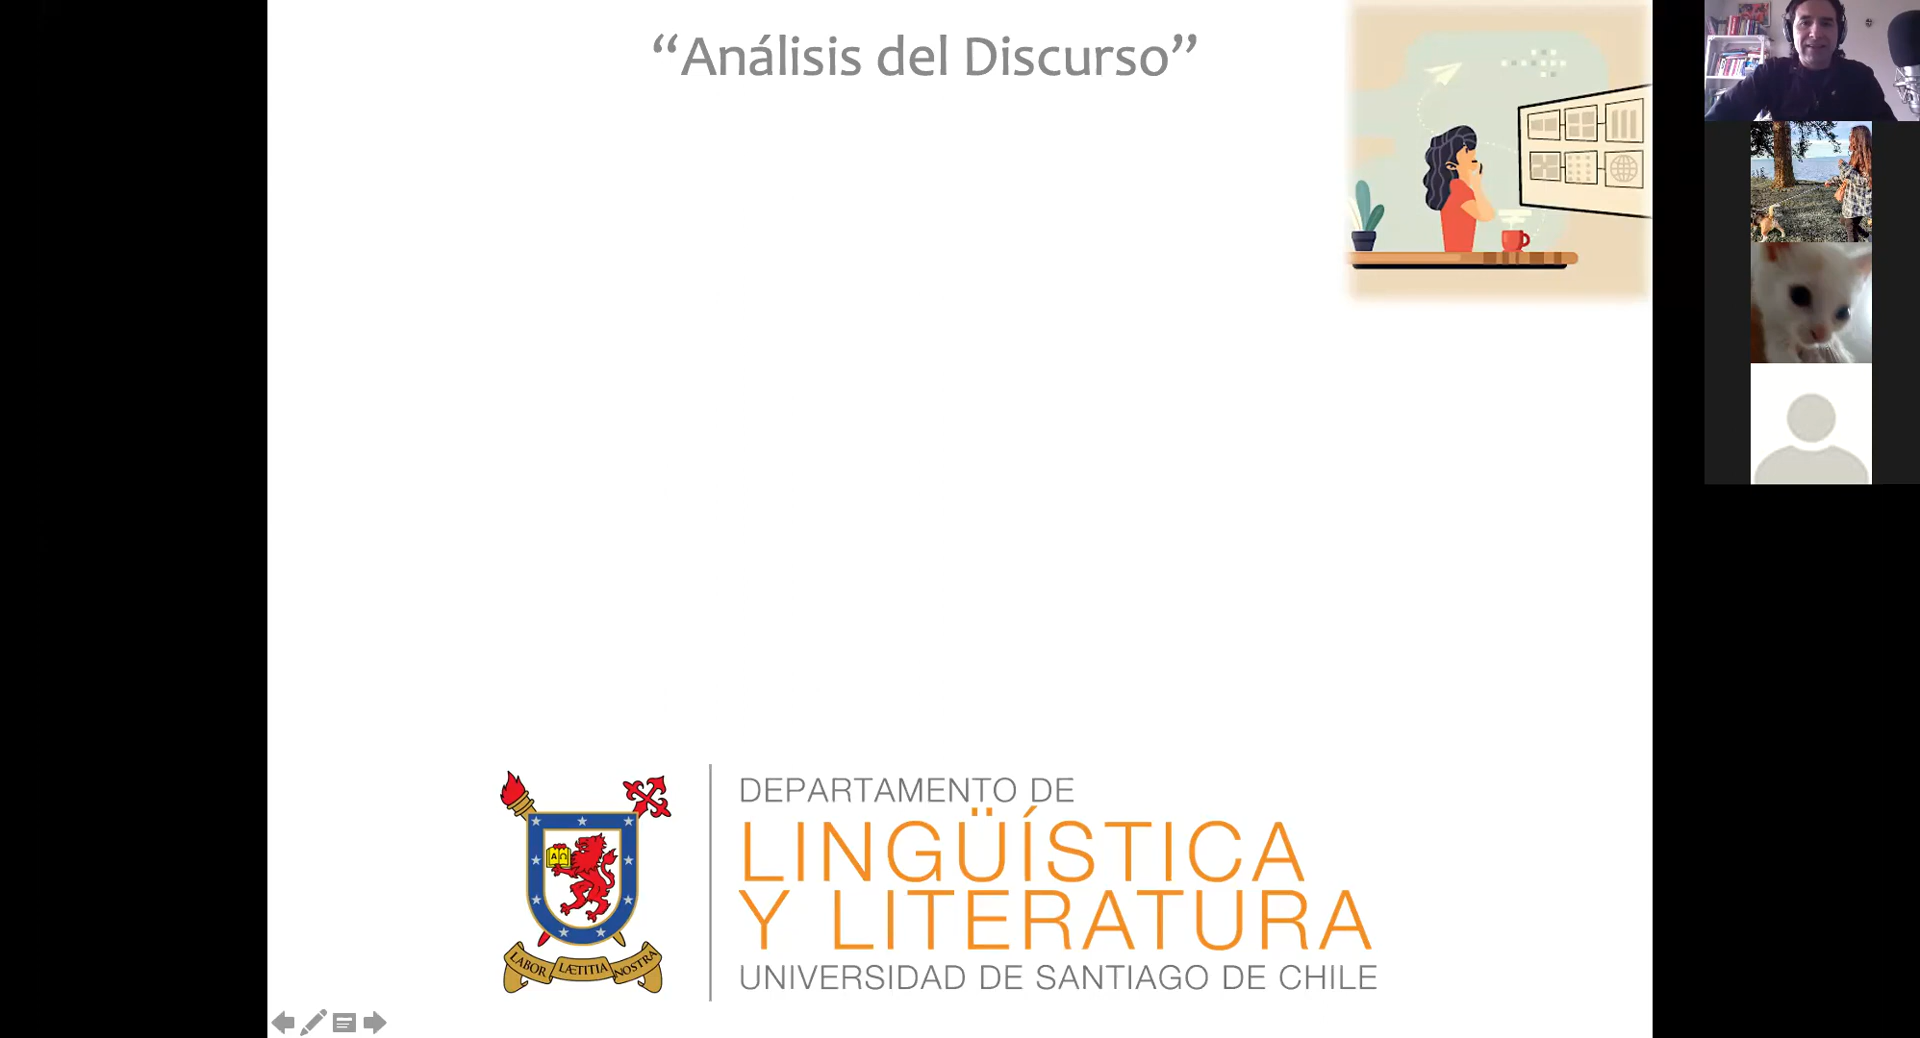 “Análisis del Discurso”
DEPARTAMENTO DE
LINGÜÍSTICA
Y LITERATURA
UNIVERSIDAD DE SANTIAGO DE CHILE
LABOR LÆTITIA NOSTRA
A Ω